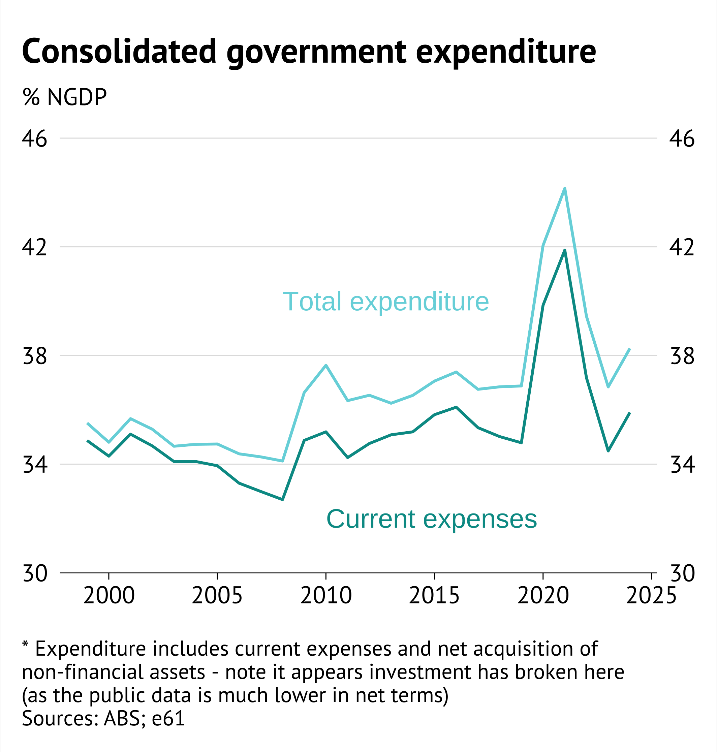 Consolidated government expenditure
% NGDP
46 46
42 42
Total expenditure
38 38
34 34
Current expenses
30 30
2000 2005 2010 2015 2020 2025
* Expenditure includes current expenses and net acquisition of
non-financial assets - note it appears investment has broken here
(as the public data is much lower in net terms)
Sources: ABS; e61